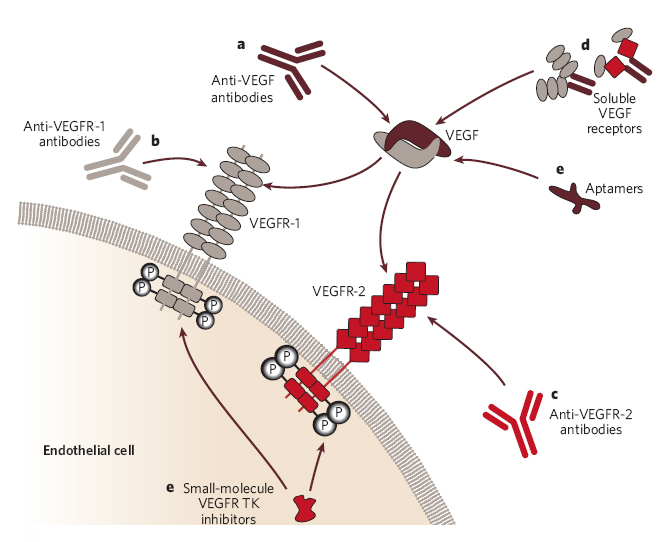 a
Anti-VEGF
antibodies
d
Soluble
VEGF
receptors
Anti-VEGFR-1
antibodies
b
VEGF
e
Aptamers
VEGFR-1
P
P
P
P
VEGFR-2
P
P
P
P
c
Anti-VEGFR-2
antibodies
Endothelial cell
e Small-molecule
VEGFR TK
inhibitors